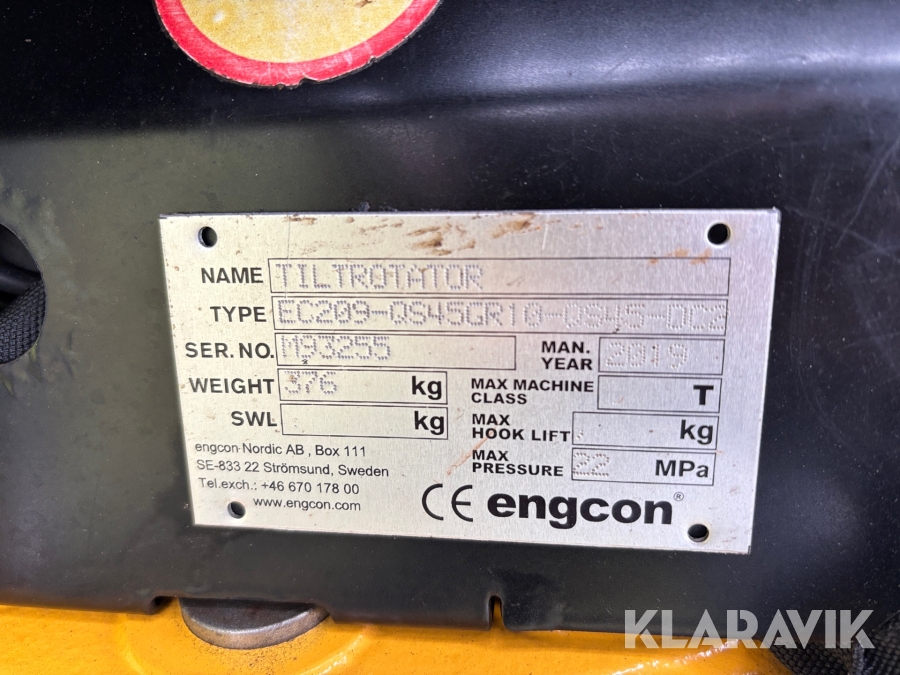 NAME TILTROTATOR
TYPE EC209-QS45GR10-QS45-DC2
SER. NO. M93255 MAN. YEAR 2019
WEIGHT 376 kg MAX MACHINE CLASS T
SWL kg MAX HOOK LIFT kg
MAX PRESSURE 22 MPa
engcon Nordic AB , Box 111
SE-833 22 Strömsund, Sweden
Tel.exch.: +46 670 178 00
www.engcon.com
CE engcon®
KLARAVIK